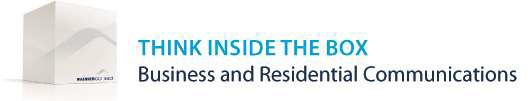 THINK INSIDE THE BOX
Business and Residential Communications